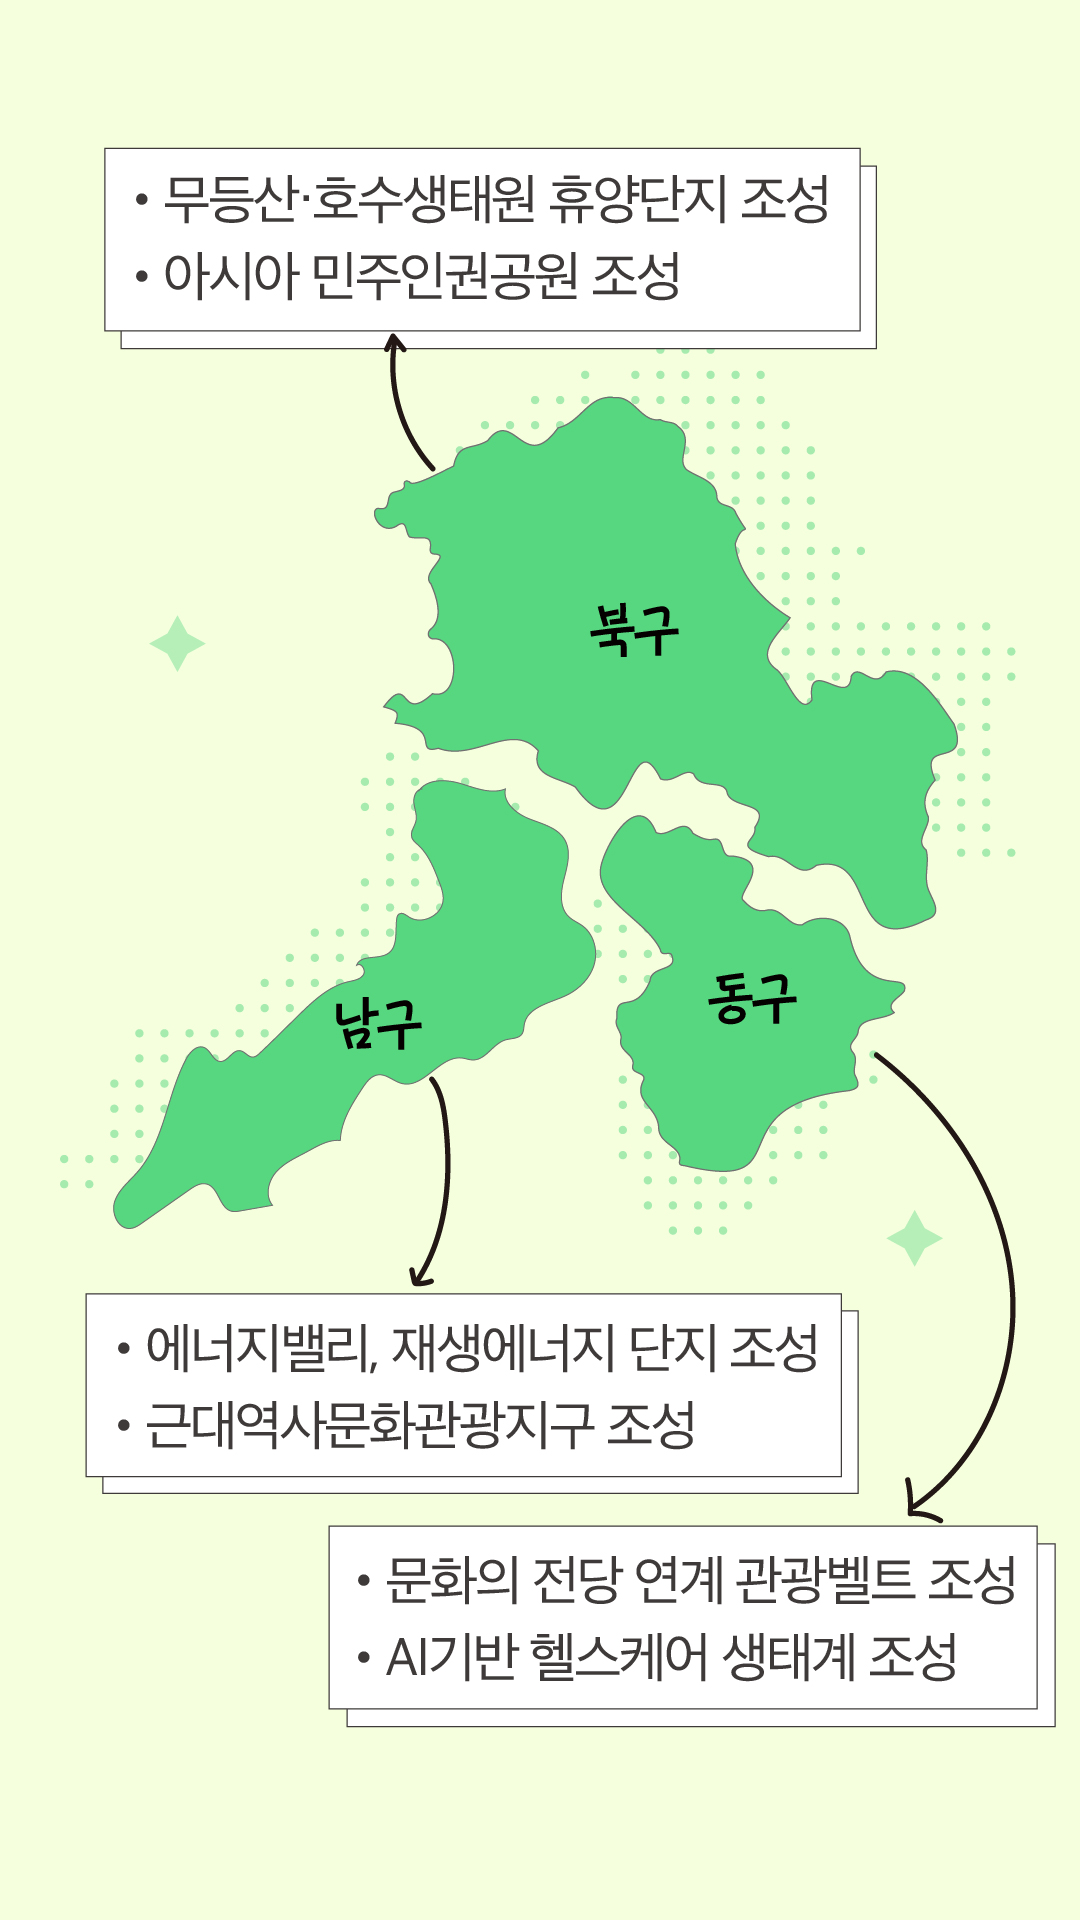 • 무등산·호수생태원 휴양단지 조성
• 아시아 민주인권공원 조성
북구
남구
동구
• 에너지밸리, 재생에너지 단지 조성
• 근대역사문화관광지구 조성
• 문화의 전당 연계 관광벨트 조성
• AI기반 헬스케어 생태계 조성